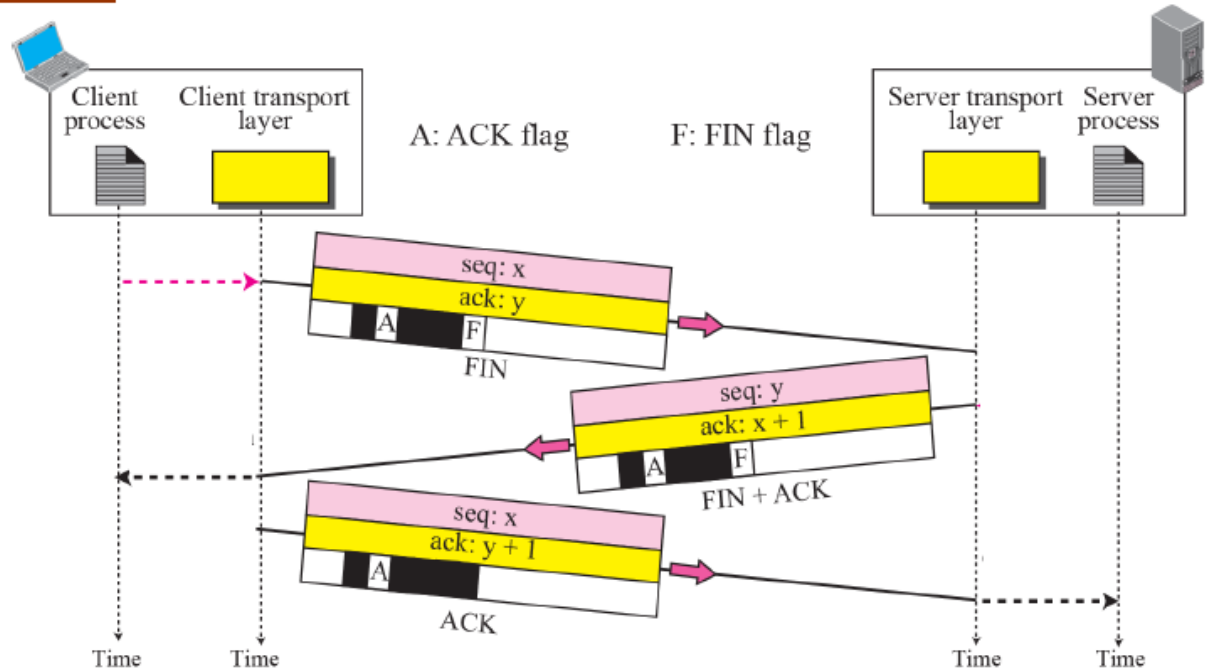 Client
process
Client transport
layer
A: ACK flag
F: FIN flag
Server transport
layer
Server
process
seq: x
ack: y
A
F
FIN
seq: y
ack: x + 1
A
F
FIN + ACK
seq: x
ack: y + 1
A
ACK
Time
Time
Time
Time